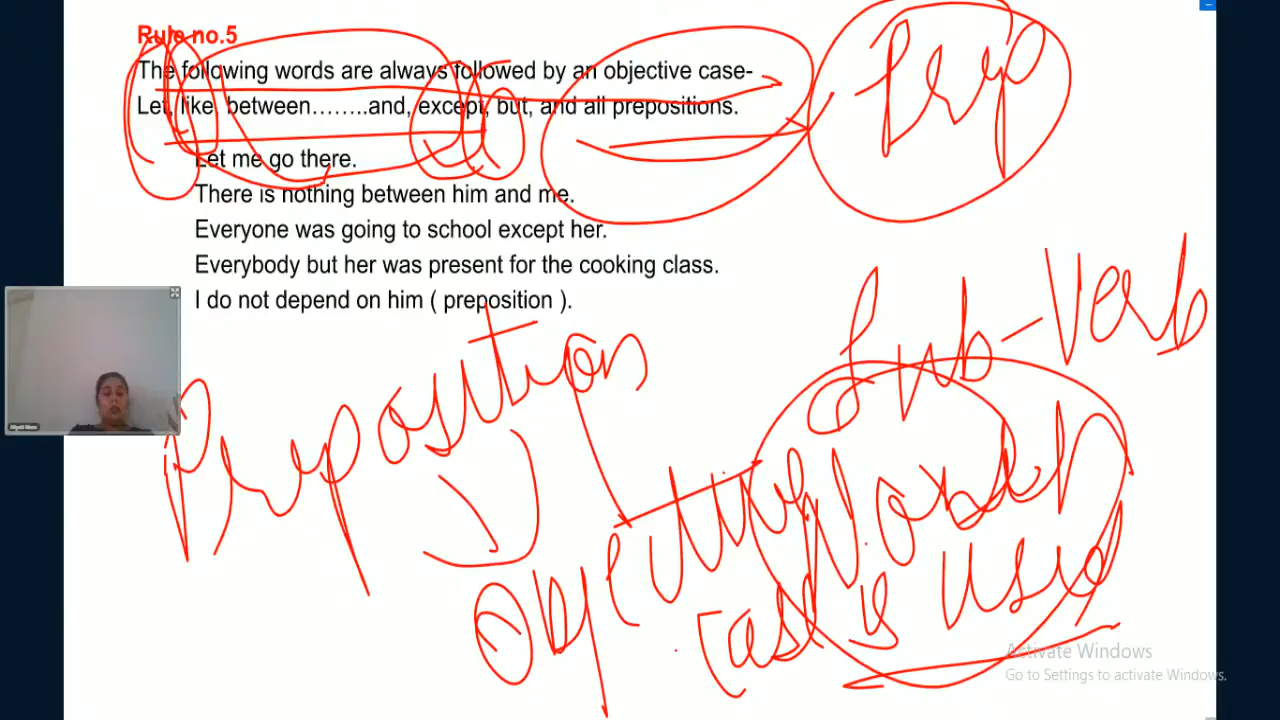 Rule no.5
The following words are always followed by an objective case-
Let, like, between........and, except, but, and all prepositions.
Let me go there.
There is nothing between him and me.
Everyone was going to school except her.
Everybody but her was present for the cooking class.
I do not depend on him ( preposition ).
Prep
Sub-Verb
Preposition
Objective
Case is used
Activate Windows
Go to Settings to activate Windows.